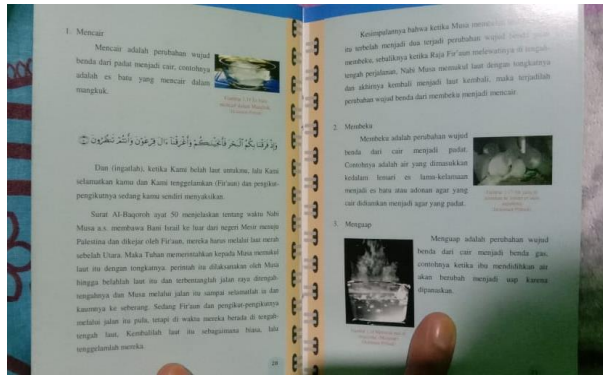 1. Mencair
Mencair adalah perubahan wujud
benda dari padat menjadi cair, contohnya
adalah es batu yang mencair dalam
mangkuk.
وَإِذْ فَرَقْنَا بِكُمُ ٱلْبَحْرَ فَأَنجَيْنَٰكُمْ وَأَغْرَقْنَآ ءَالَ فِرْعَوْنَ وَأَنتُمْ تَنظُرُونَ
Dan (ingatlah), ketika Kami belah laut untukmu, lalu Kami
selamatkan kamu dan Kami tenggelamkan (Fir'aun) dan pengikut-
pengikutnya sedang kamu sendiri menyaksikan.
Surat Al-Baqoroh ayat 50 menjelaskan tentang waktu Nabi
Musa a.s. membawa Bani Israil ke luar dari negeri Mesir menuju
Palestina dan dikejar oleh Fir'aun, mereka harus melalui laut merah
sebelah Utara. Maka Tuhan memerintahkan kepada Musa memukul
laut itu dengan tongkatnya. perintah itu dilaksanakan oleh Musa
hingga belahlah laut itu dan terbentanglah jalan raya ditengah-
tengahnya dan Musa melalui jalan itu sampai selamatlah ia dan
kaumnya ke seberang. Sedang Fir'aun dan pengikut-pengikutnya
melalui jalan itu pula, tetapi di waktu mereka berada di tengah-
tengah laut, Kembalilah laut itu sebagaimana biasa, lalu
tenggelamlah mereka.
Kesimpulannya bahwa ketika Musa
itu terbelah menjadi dua terjadi perubahan wujud
membeku, sebaliknya ketika Raja Fir'aun melewatinya di tengah-
tengah perjalanan, Nabi Musa memukul laut dengan tongkatnya
dan akhirnya kembali menjadi laut kembali, maka terjadilah
perubahan wujud benda dari membeku menjadi mencair.
2. Membeku
Membeku adalah perubahan wujud
benda dari cair menjadi padat.
Contohnya adalah air yang dimasukkan
kedalam lemari es lama-kelamaan
menjadi es batu atau adonan agar yang
cair didiamkan menjadi agar yang padat.
3. Menguap
Menguap adalah perubahan wujud
benda dari cair menjadi gas,
contohnya ketika ibu mendidihkan air
akan berubah menjadi uap karena
dipanaskan.